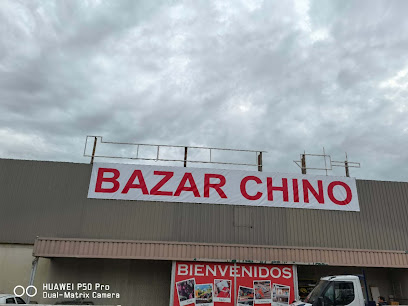 BAZAR CHINO
BIENVENIDOS
HUAWEI P50 Pro
Dual-Matrix Camera